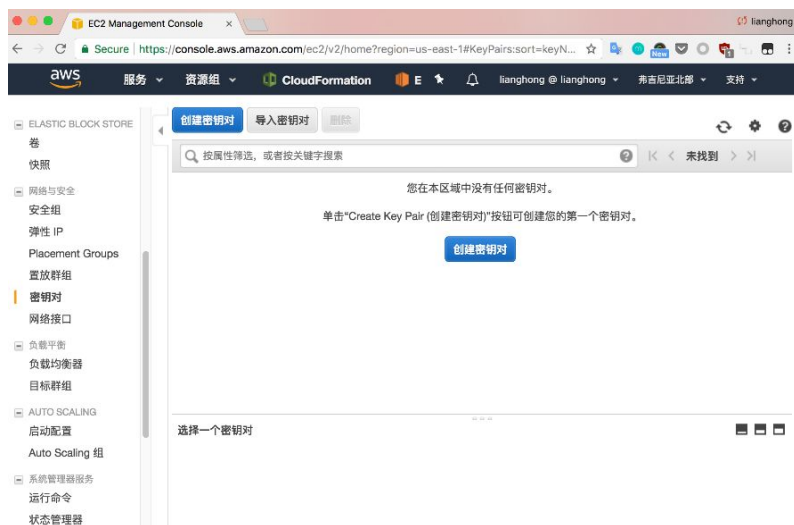 EC2 Management Console
lianghong
Secure https://console.aws.amazon.com/ec2/v2/home?region=us-east-1#KeyPairs:sort=keyN...
New
1
aws 服务 资源组 CloudFormation E lianghong @ lianghong 弗吉尼亚北部 支持
ELASTIC BLOCK STORE
卷
快照
网络与安全
安全组
弹性 IP
Placement Groups
置放群组
密钥对
网络接口
负载平衡
负载均衡器
目标群组
AUTO SCALING
启动配置
Auto Scaling 组
系统管理器服务
运行命令
状态管理器
创建密钥对 导入密钥对 删除
按属性筛选，或者按关键字搜索 未找到
您在本区域中没有任何密钥对。
单击“Create Key Pair (创建密钥对)”按钮可创建您的第一个密钥对。
创建密钥对
选择一个密钥对